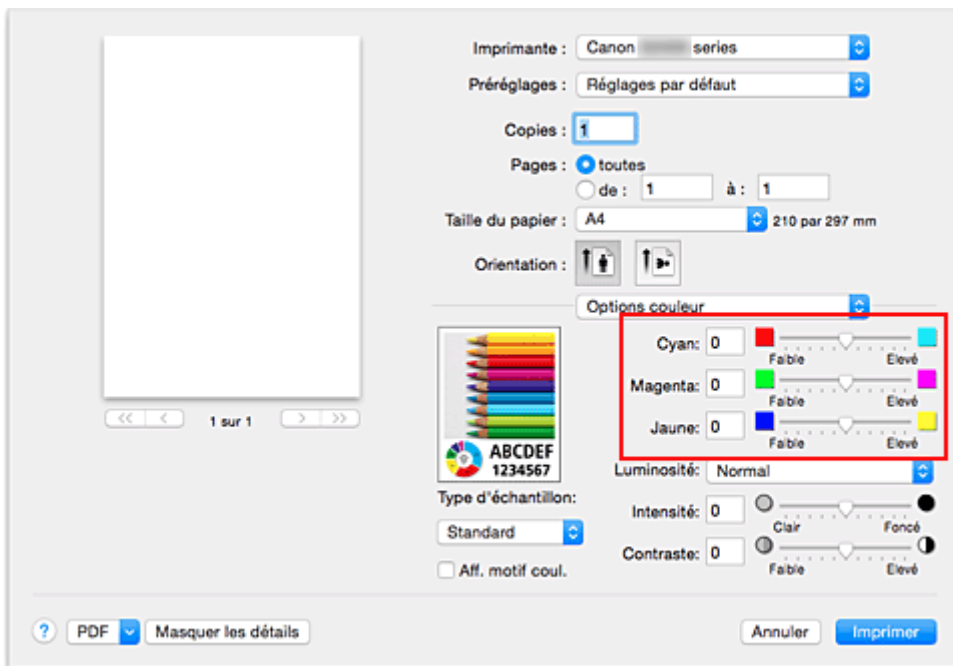 Imprimante : Canon series
Préréglages : Réglages par défaut
Copies : 1
Pages : toutes
de : 1 à : 1
Taille du papier : A4 210 par 297 mm
Orientation :
Options couleur
Cyan: 0
Faible Elevé
Magenta: 0
Faible Elevé
Jaune: 0
Faible Elevé
ABCDEF
1234567
Luminosité: Normal
Type d'échantillon:
Standard
Intensité: 0
Clair Foncé
Contraste: 0
Faible Elevé
Aff. motif coul.
<< < 1 sur 1 > >>
? PDF Masquer les détails Annuler Imprimer